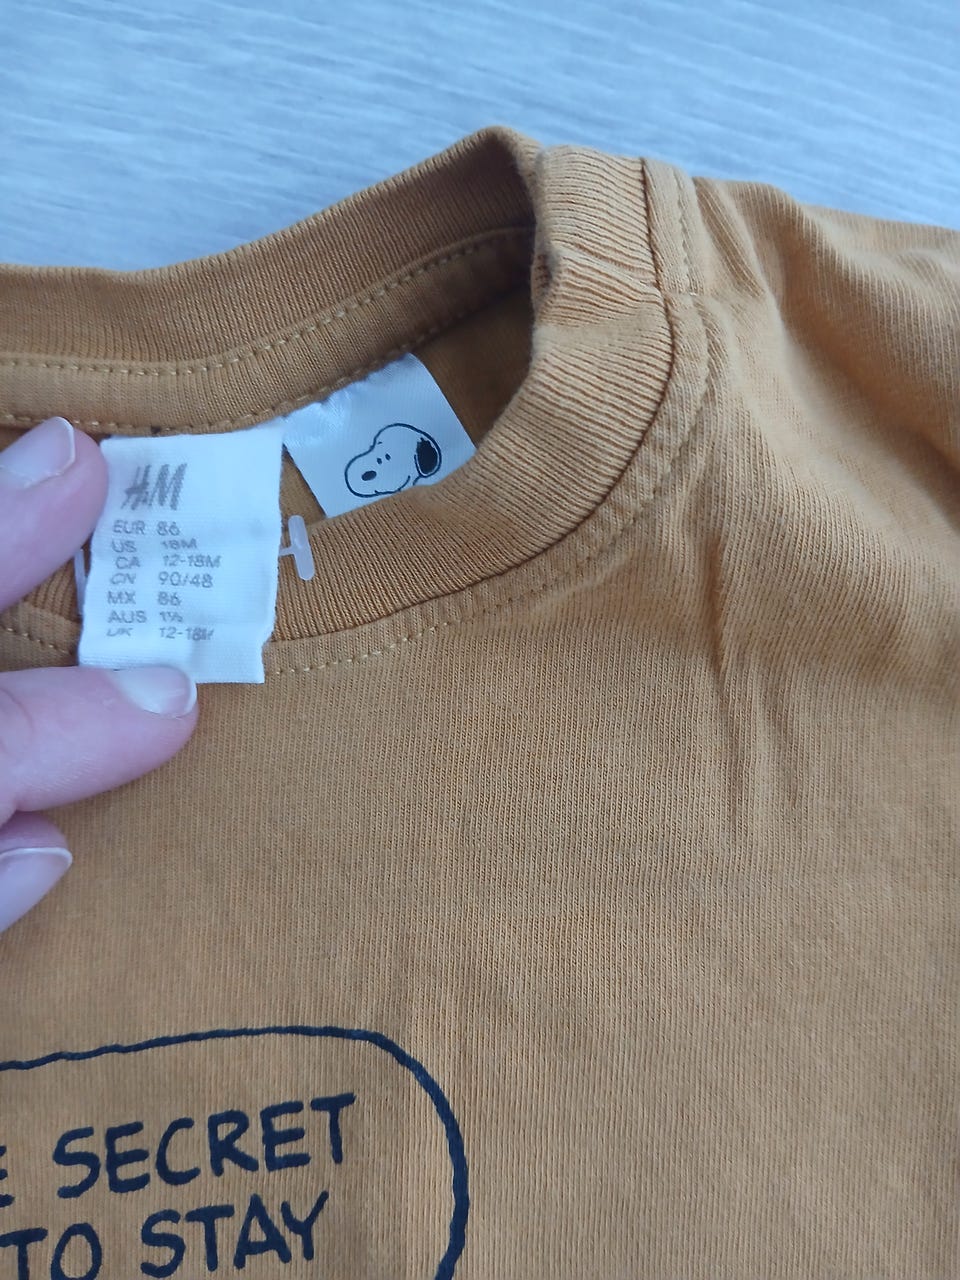 H&M
EUR 86
US 18M
CA 12-18M
CN 90/48
MX 86
AUS 1½
UK 12-18M
SECRET
TO STAY